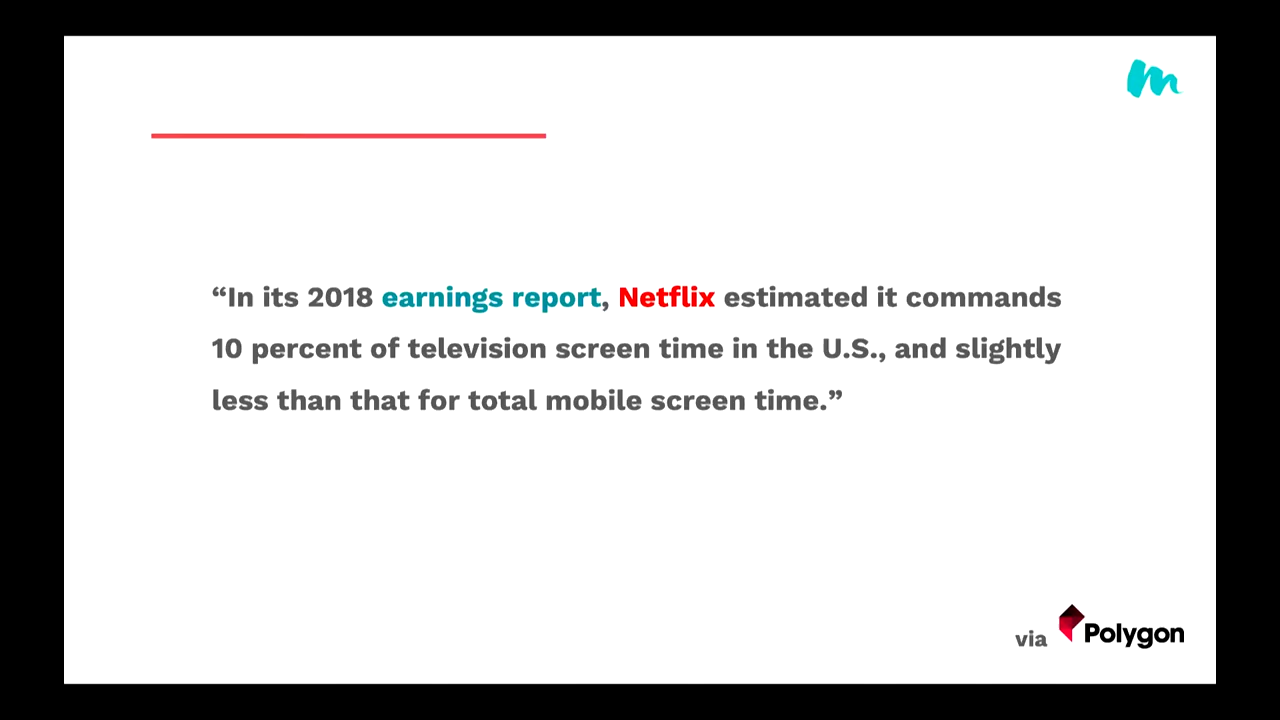 “In its 2018 earnings report, Netflix estimated it commands
10 percent of television screen time in the U.S., and slightly
less than that for total mobile screen time.”
via Polygon